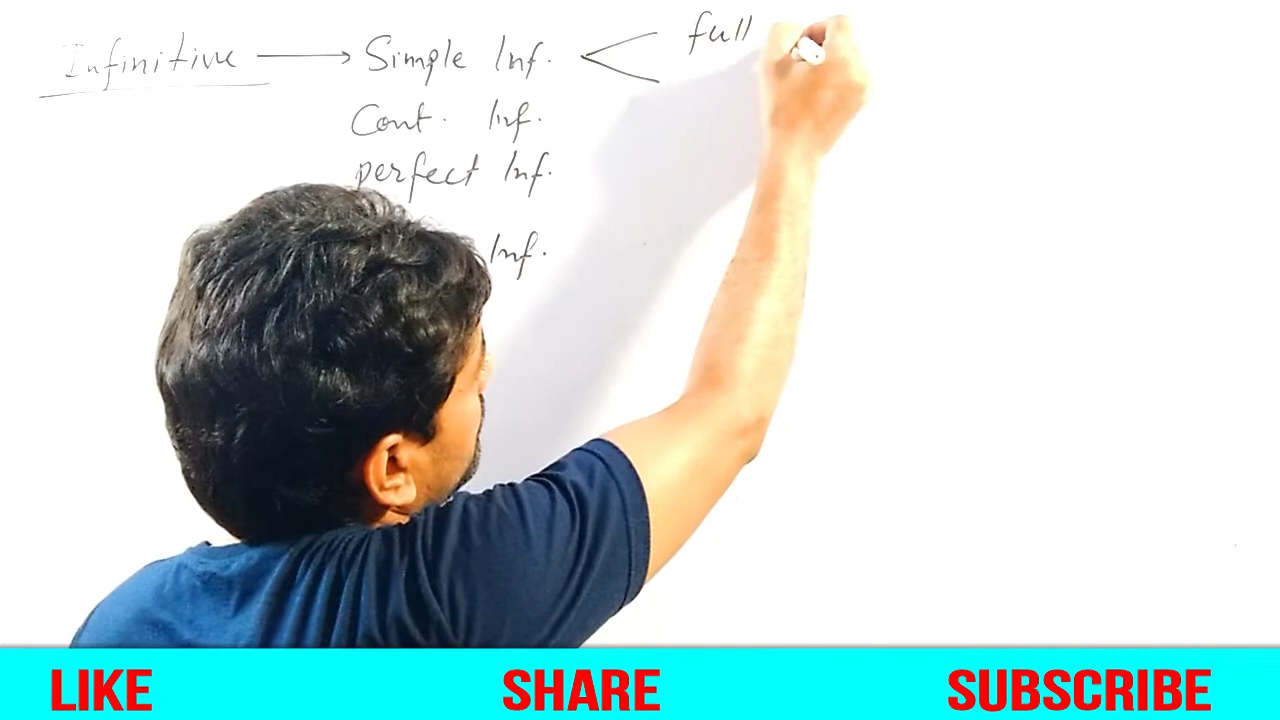 Infinitive → Simple Inf. < full
Cont. Inf.
perfect Inf.
Inf.
LIKE SHARE SUBSCRIBE